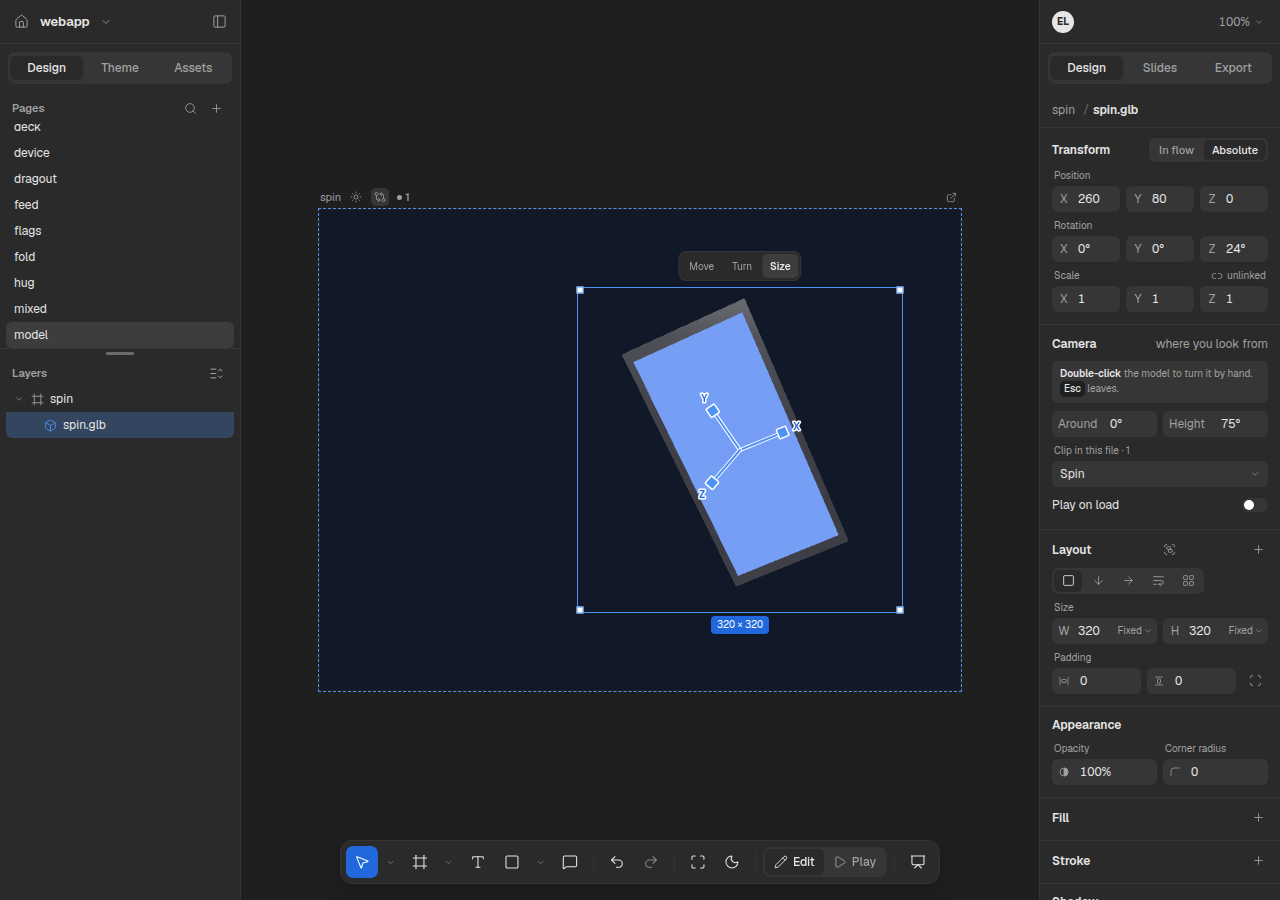 webapp
Design Theme Assets
Pages
deck
device
dragout
feed
flags
fold
hug
mixed
model
Layers
spin
spin.glb
spin 1
Move Turn Size
Y
X
Z
320 × 320
Edit Play
EL 100%
Design Slides Export
spin / spin.glb
Transform In flow Absolute
Position
X 260 Y 80 Z 0
Rotation
X 0° Y 0° Z 24°
Scale unlinked
X 1 Y 1 Z 1
Camera where you look from
Double-click the model to turn it by hand.
Esc leaves.
Around 0° Height 75°
Clip in this file · 1
Spin
Play on load
Layout
Size
W 320 Fixed H 320 Fixed
Padding
0 0
Appearance
Opacity Corner radius
100% 0
Fill
Stroke
Shadow